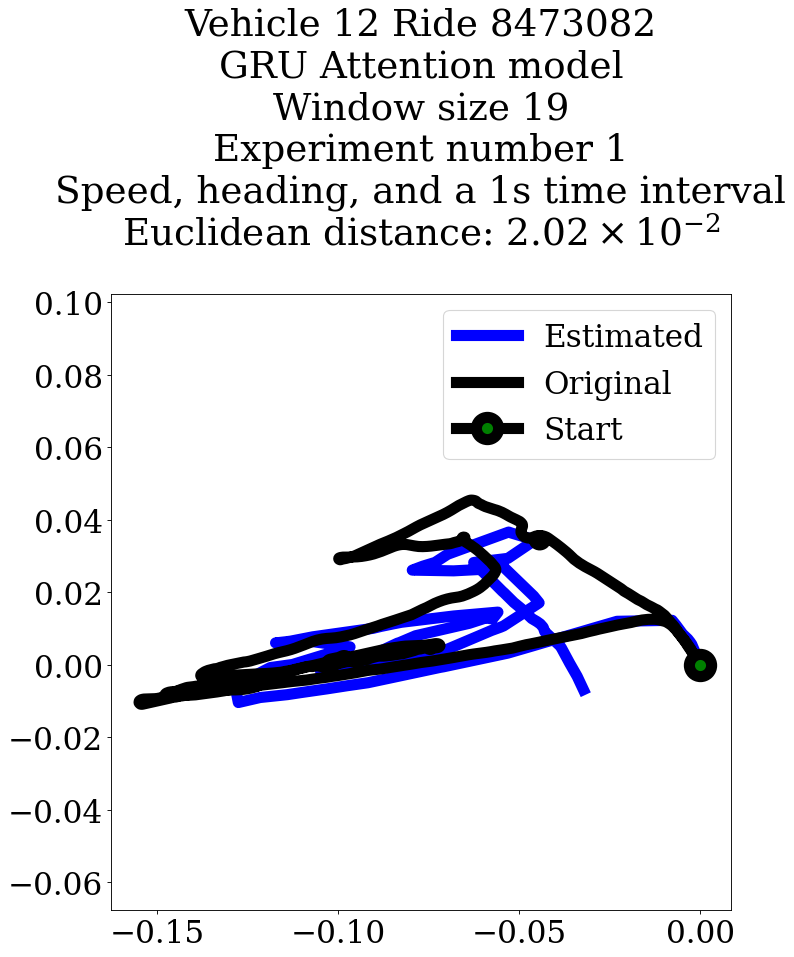 Vehicle 12 Ride 8473082
GRU Attention model
Window size 19
Experiment number 1
Speed, heading, and a 1s time interval
Euclidean distance: 2.02 × 10⁻²
Estimated
Original
Start
0.10
0.08
0.06
0.04
0.02
0.00
−0.02
−0.04
−0.06
−0.15 −0.10 −0.05 0.00